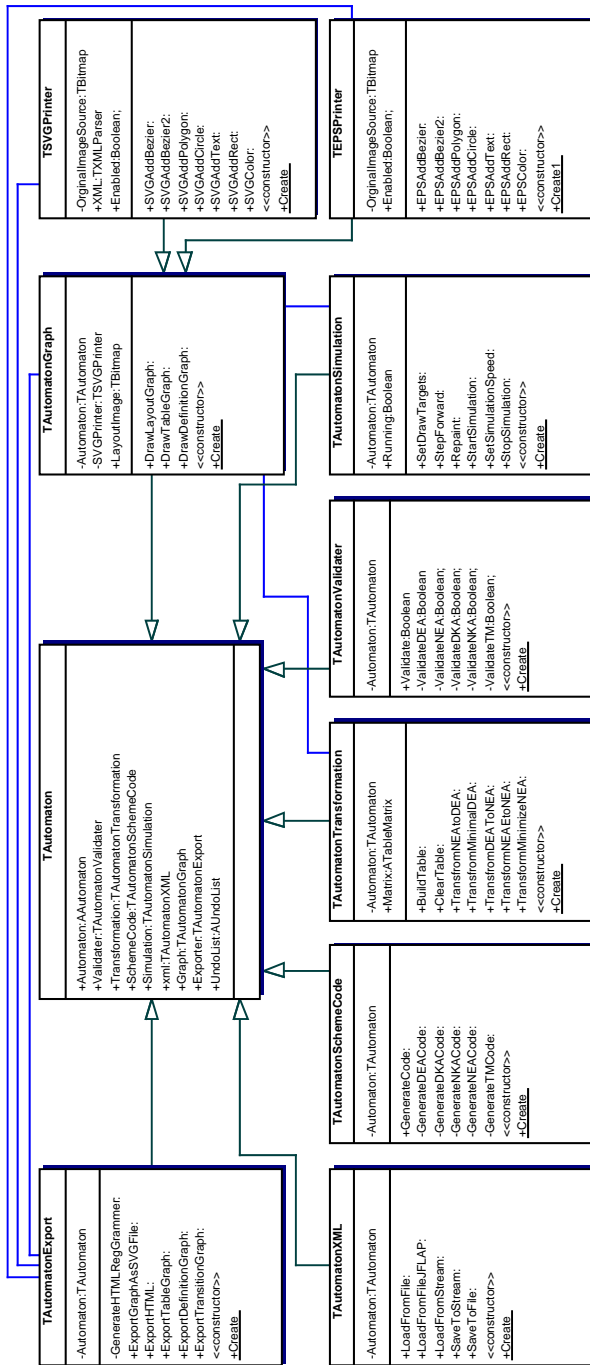 TAutomatonExport
-Automaton:TAutomaton
-GenerateHTMLRegGrammer:
+ExportGraphAsSVGFile:
+ExportHTML:
+ExportTableGraph:
+ExportDefinitionGraph:
+ExportTransitionGraph:
<<constructor>>
+Create
TAutomaton
+Automaton:AAutomaton
+Validater:TAutomatonValidater
+Transformation:TAutomatonTransformation
+SchemeCode:TAutomatonSchemeCode
+Simulation:TAutomatonSimulation
+xml:TAutomatonXML
+Graph:TAutomatonGraph
+Exporter:TAutomatonExport
+UndoList:AUndoList
TAutomatonGraph
-Automaton:TAutomaton
-SVGPrinter:TSVGPrinter
+LayoutImage:TBitmap
+DrawLayoutGraph:
+DrawTableGraph:
+DrawDefinitionGraph:
<<constructor>>
+Create
TSVGPrinter
-OrginalImageSource:TBitmap
+XML:TXMLParser
+Enabled:Boolean;
+SVGAddBezier:
+SVGAddBezier2:
+SVGAddPolygon:
+SVGAddCircle:
+SVGAddText:
+SVGAddRect:
+SVGColor:
<<constructor>>
+Create
TAutomatonXML
-Automaton:TAutomaton
+LoadFromFile:
+LoadFromFileJFLAP:
+LoadFromStream:
+SaveToStream:
+SaveToFile:
<<constructor>>
+Create
TAutomatonSchemeCode
-Automaton:TAutomaton
+GenerateCode:
-GenerateDEACode:
-GenerateDKACode:
-GenerateNKACode:
-GenerateNEACode:
-GenerateTMCode:
<<constructor>>
+Create
TAutomatonTransformation
-Automaton:TAutomaton
+Matrix:ATableMatrix
+BuildTable:
+ClearTable:
+TransfromNEAtoDEA:
+TransfromMinimalDEA:
+TransfromDEAToNEA:
+TransformNEAEtoNEA:
+TransformMinimizeNEA:
<<constructor>>
+Create
TAutomatonValidater
-Automaton:TAutomaton
+Validate:Boolean
-ValidateDEA:Boolean
-ValidateNEA:Boolean;
-ValidateDKA:Boolean;
-ValidateNKA:Boolean;
-ValidateTM:Boolean;
<<constructor>>
+Create
TAutomatonSimulation
-Automaton:TAutomaton
+Running:Boolean
+SetDrawTargets:
+StepForward:
+Repaint:
+StartSimulation:
+SetSimulationSpeed:
+StopSimulation:
<<constructor>>
+Create
TEPSPrinter
-OrginalImageSource:TBitmap
+Enabled:Boolean;
+EPSAddBezier:
+EPSAddBezier2:
+EPSAddPolygon:
+EPSAddCircle:
+EPSAddText:
+EPSAddRect:
+EPSColor:
<<constructor>>
+Create1